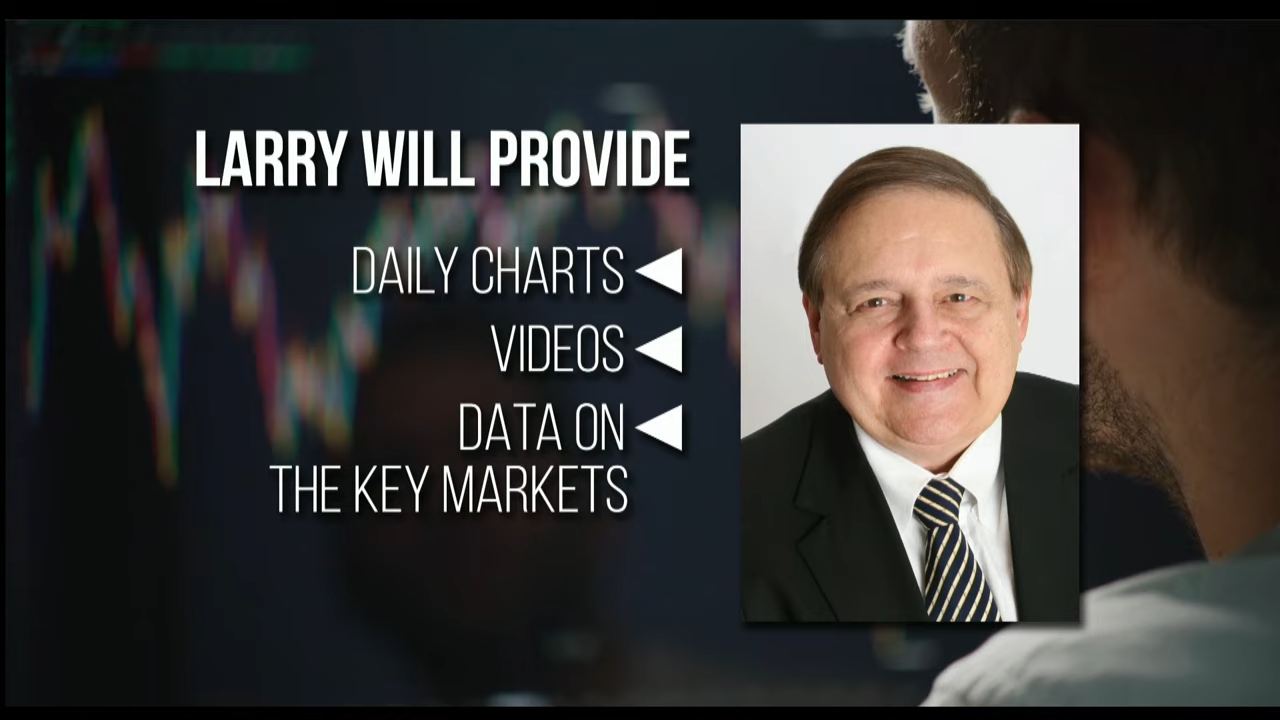 LARRY WILL PROVIDE
DAILY CHARTS
VIDEOS
DATA ON
THE KEY MARKETS